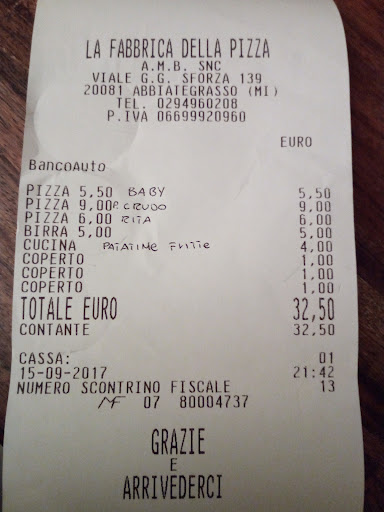 LA FABBRICA DELLA PIZZA
A.M.B. SNC
VIALE G.G. SFORZA 139
20081 ABBIATEGRASSO (MI)
TEL. 0294960208
P.IVA 06699920960
EURO
BANCOAUTO
PIZZA 5,50 BABY 5,50
PIZZA 9,00 P. CRUDO 9,00
PIZZA 6,00 RITA 6,00
BIRRA 5,00 5,00
CUCINA PATATINE FRITTE 4,00
COPERTO 1,00
COPERTO 1,00
COPERTO 1,00
TOTALE EURO 32,50
CONTANTE 32,50
CASSA: 01
15-09-2017 21:42
NUMERO SCONTRINO FISCALE 13
MF 07 80004737
GRAZIE
E
ARRIVEDERCI